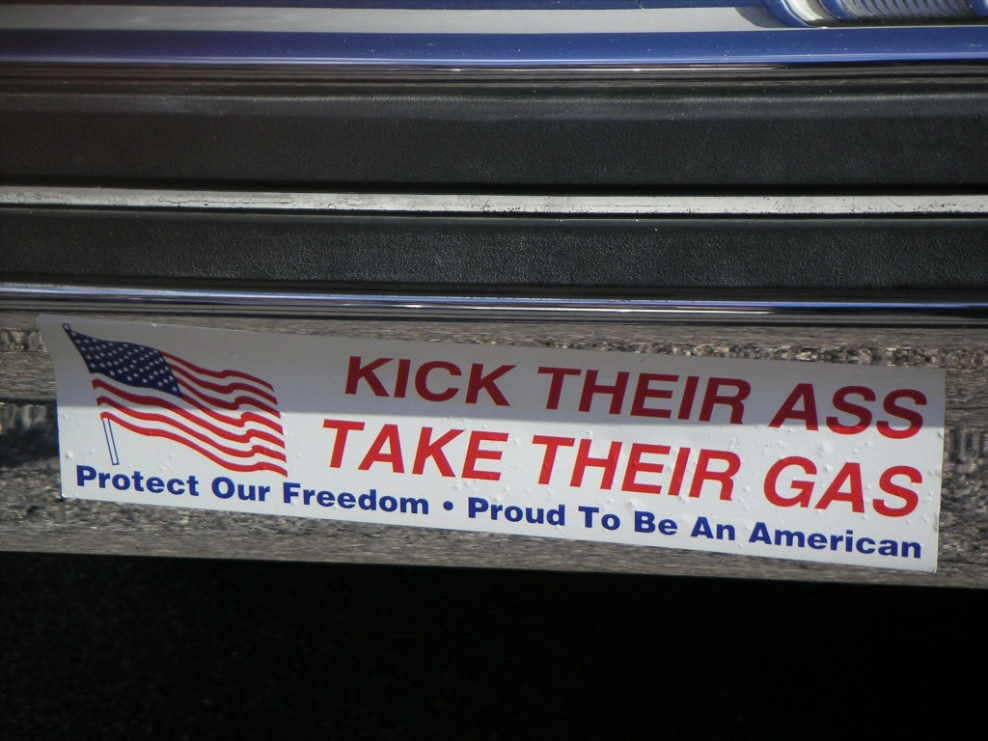 KICK THEIR ASS
TAKE THEIR GAS
Protect Our Freedom • Proud To Be An American